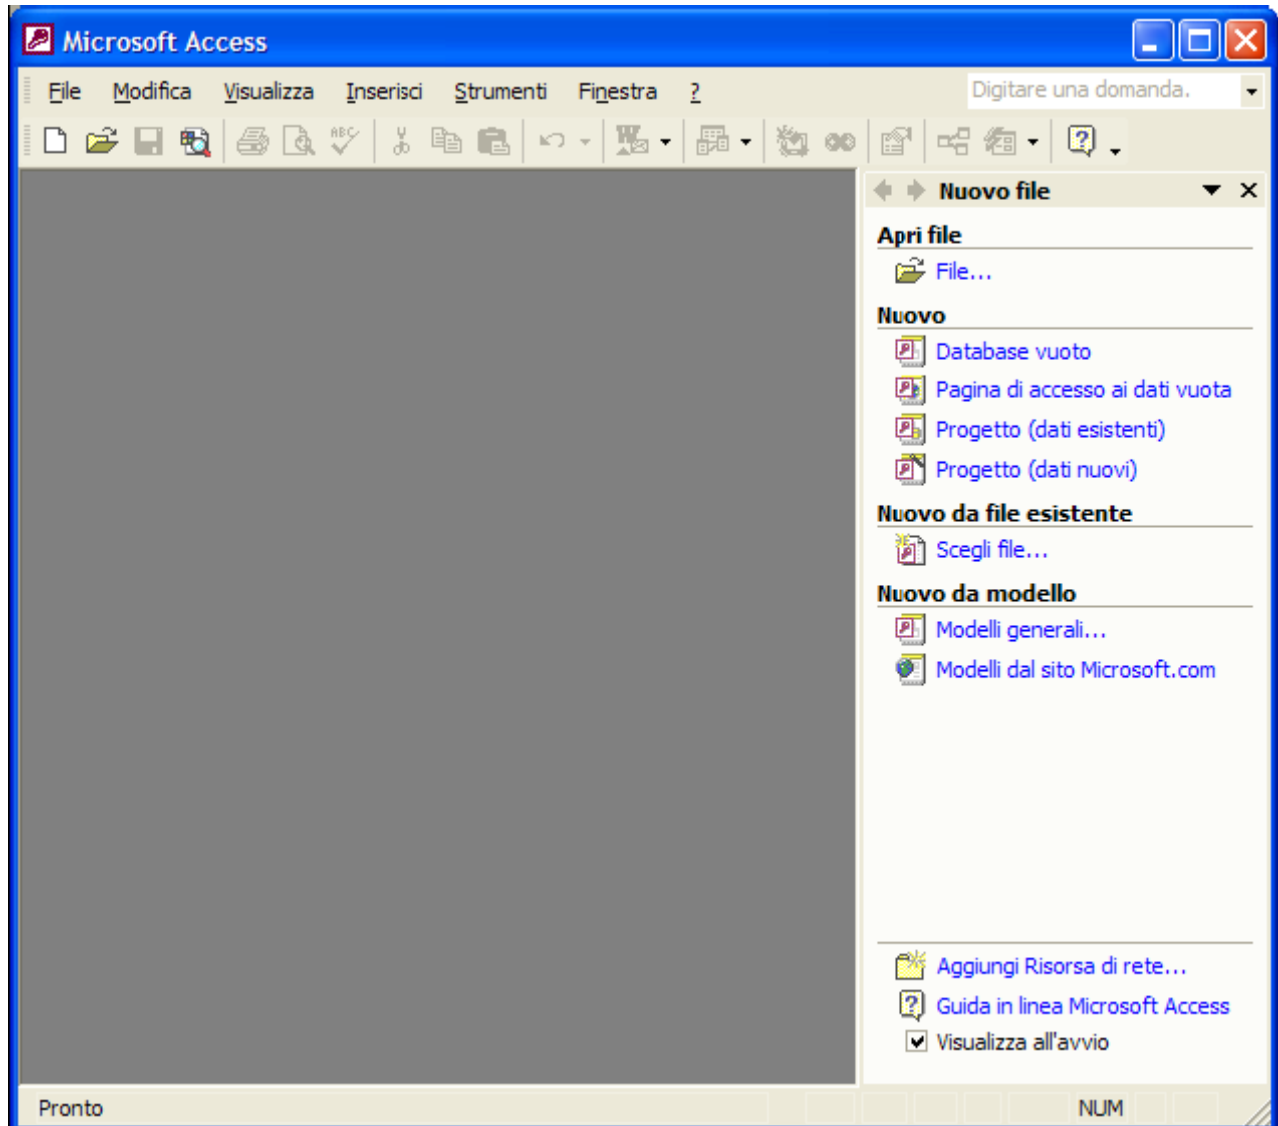 Microsoft Access
File Modifica Visualizza Inserisci Strumenti Finestra ? Digitare una domanda.
ABC W
Nuovo file
Apri file
File...
Nuovo
Database vuoto
Pagina di accesso ai dati vuota
Progetto (dati esistenti)
Progetto (dati nuovi)
Nuovo da file esistente
Scegli file...
Nuovo da modello
Modelli generali...
Modelli dal sito Microsoft.com
Aggiungi Risorsa di rete...
Guida in linea Microsoft Access
Visualizza all'avvio
Pronto NUM